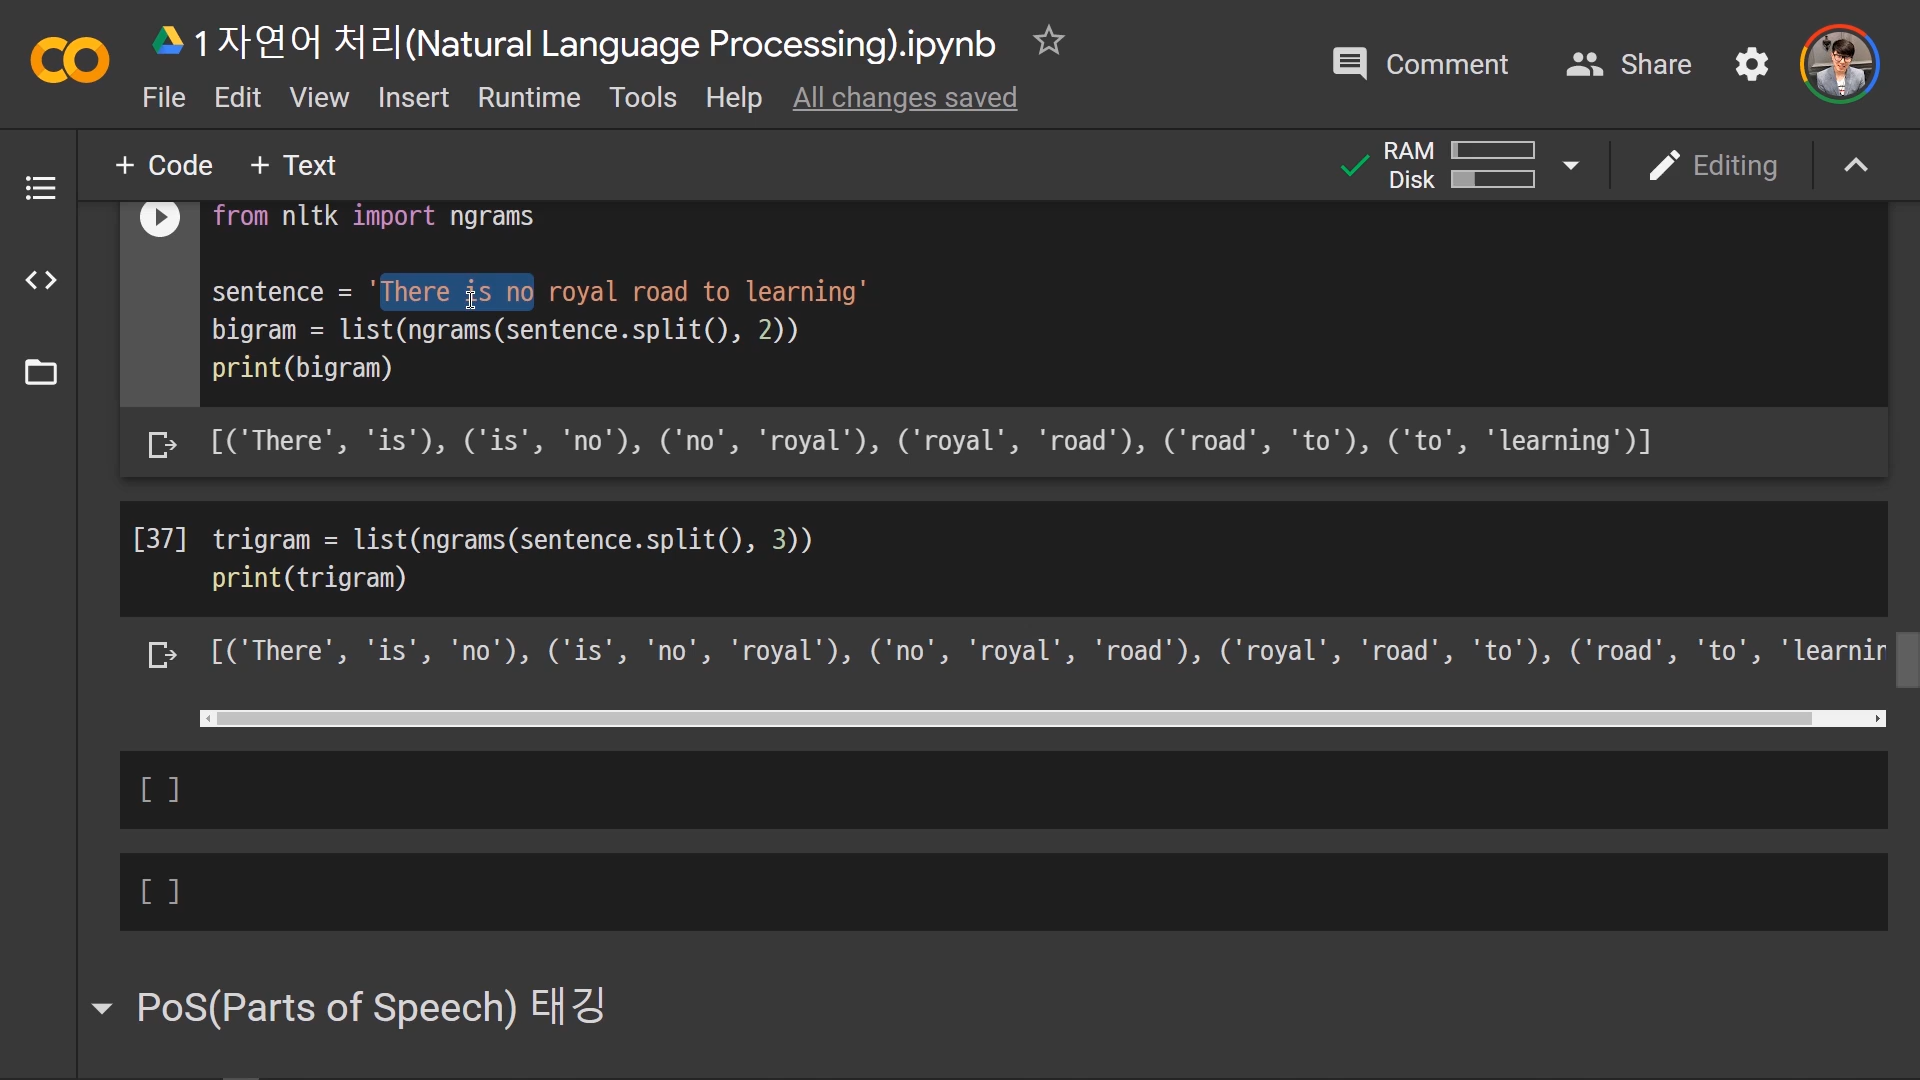 1 자연어 처리(Natural Language Processing).ipynb
Comment
Share
File Edit View Insert Runtime Tools Help All changes saved
+ Code + Text
RAM
Disk
Editing
from nltk import ngrams
sentence = 'There is no royal road to learning'
bigram = list(ngrams(sentence.split(), 2))
print(bigram)
[('There', 'is'), ('is', 'no'), ('no', 'royal'), ('royal', 'road'), ('road', 'to'), ('to', 'learning')]
[37] trigram = list(ngrams(sentence.split(), 3))
print(trigram)
[('There', 'is', 'no'), ('is', 'no', 'royal'), ('no', 'royal', 'road'), ('royal', 'road', 'to'), ('road', 'to', 'learnin
[ ]
[ ]
PoS(Parts of Speech) 태깅